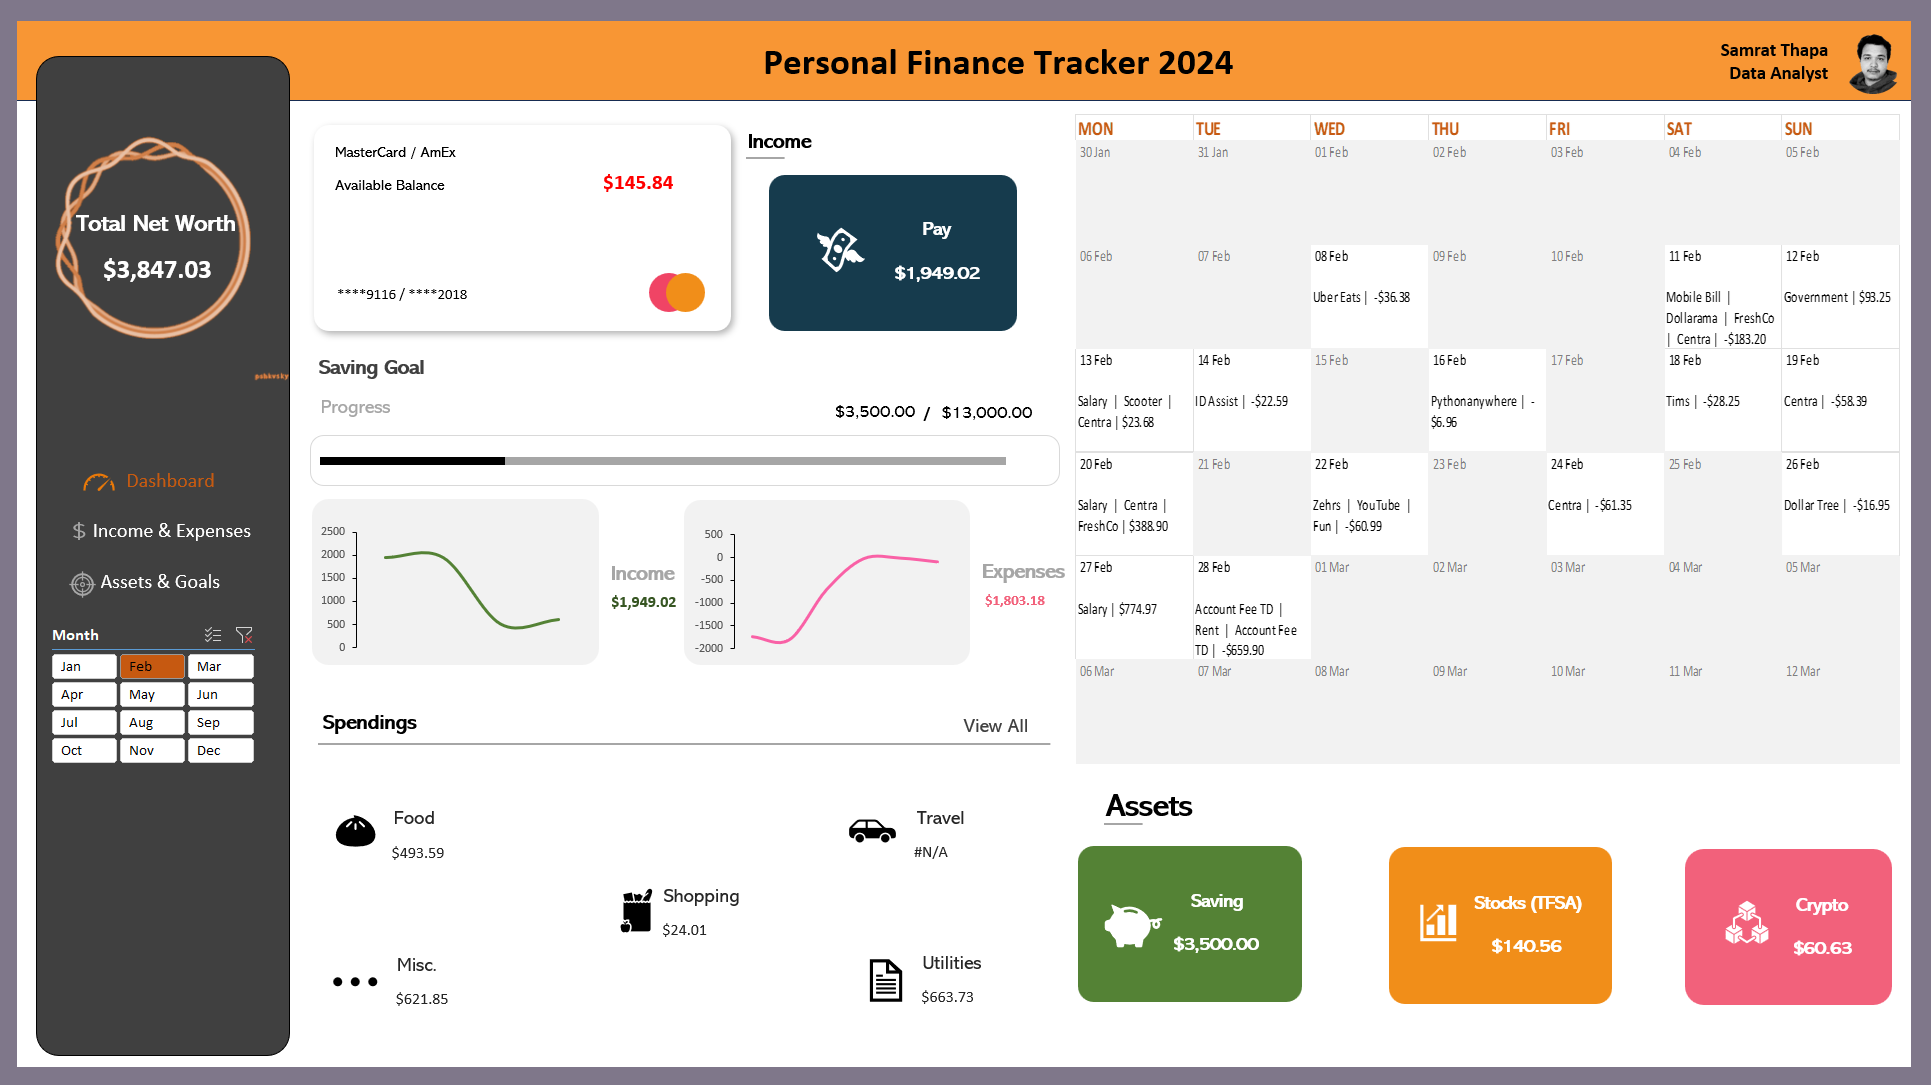 Personal Finance Tracker 2024
Samrat Thapa
Data Analyst
Total Net Worth
$3,847.03
Dashboard
$ Income & Expenses
Assets & Goals
Month
Jan Feb Mar
Apr May Jun
Jul Aug Sep
Oct Nov Dec
MasterCard / AmEx
Available Balance $145.84
****9116 / ****2018
Income
Pay
$1,949.02
Saving Goal
Progress
$3,500.00 / $13,000.00
2500
2000
1500
1000
500
0
Income
$1,949.02
500
0
-500
-1000
-1500
-2000
Expenses
$1,803.18
Spendings
View All
Food
$493.59
Travel
#N/A
Shopping
$24.01
Misc.
$621.85
Utilities
$663.73
MON TUE WED THU FRI SAT SUN
30 Jan 31 Jan 01 Feb 02 Feb 03 Feb 04 Feb 05 Feb
06 Feb 07 Feb 08 Feb 09 Feb 10 Feb 11 Feb 12 Feb
Uber Eats | -$36.38
Mobile Bill |
Dollarama | FreshCo
| Centra | -$183.20
Government | $93.25
13 Feb 14 Feb 15 Feb 16 Feb 17 Feb 18 Feb 19 Feb
Salary | Scooter |
Centra | $23.68
ID Assist | -$22.59
Pythonanywhere | -
$6.96
Tims | -$28.25
Centra | -$58.39
20 Feb 21 Feb 22 Feb 23 Feb 24 Feb 25 Feb 26 Feb
Salary | Centra |
FreshCo | $388.90
Zehrs | YouTube |
Fun | -$60.99
Centra | -$61.35
Dollar Tree | -$16.95
27 Feb 28 Feb 01 Mar 02 Mar 03 Mar 04 Mar 05 Mar
Salary | $774.97
Account Fee TD |
Rent | Account Fee
TD | -$659.90
06 Mar 07 Mar 08 Mar 09 Mar 10 Mar 11 Mar 12 Mar
Assets
Saving
$3,500.00
Stocks (TFSA)
$140.56
Crypto
$60.63